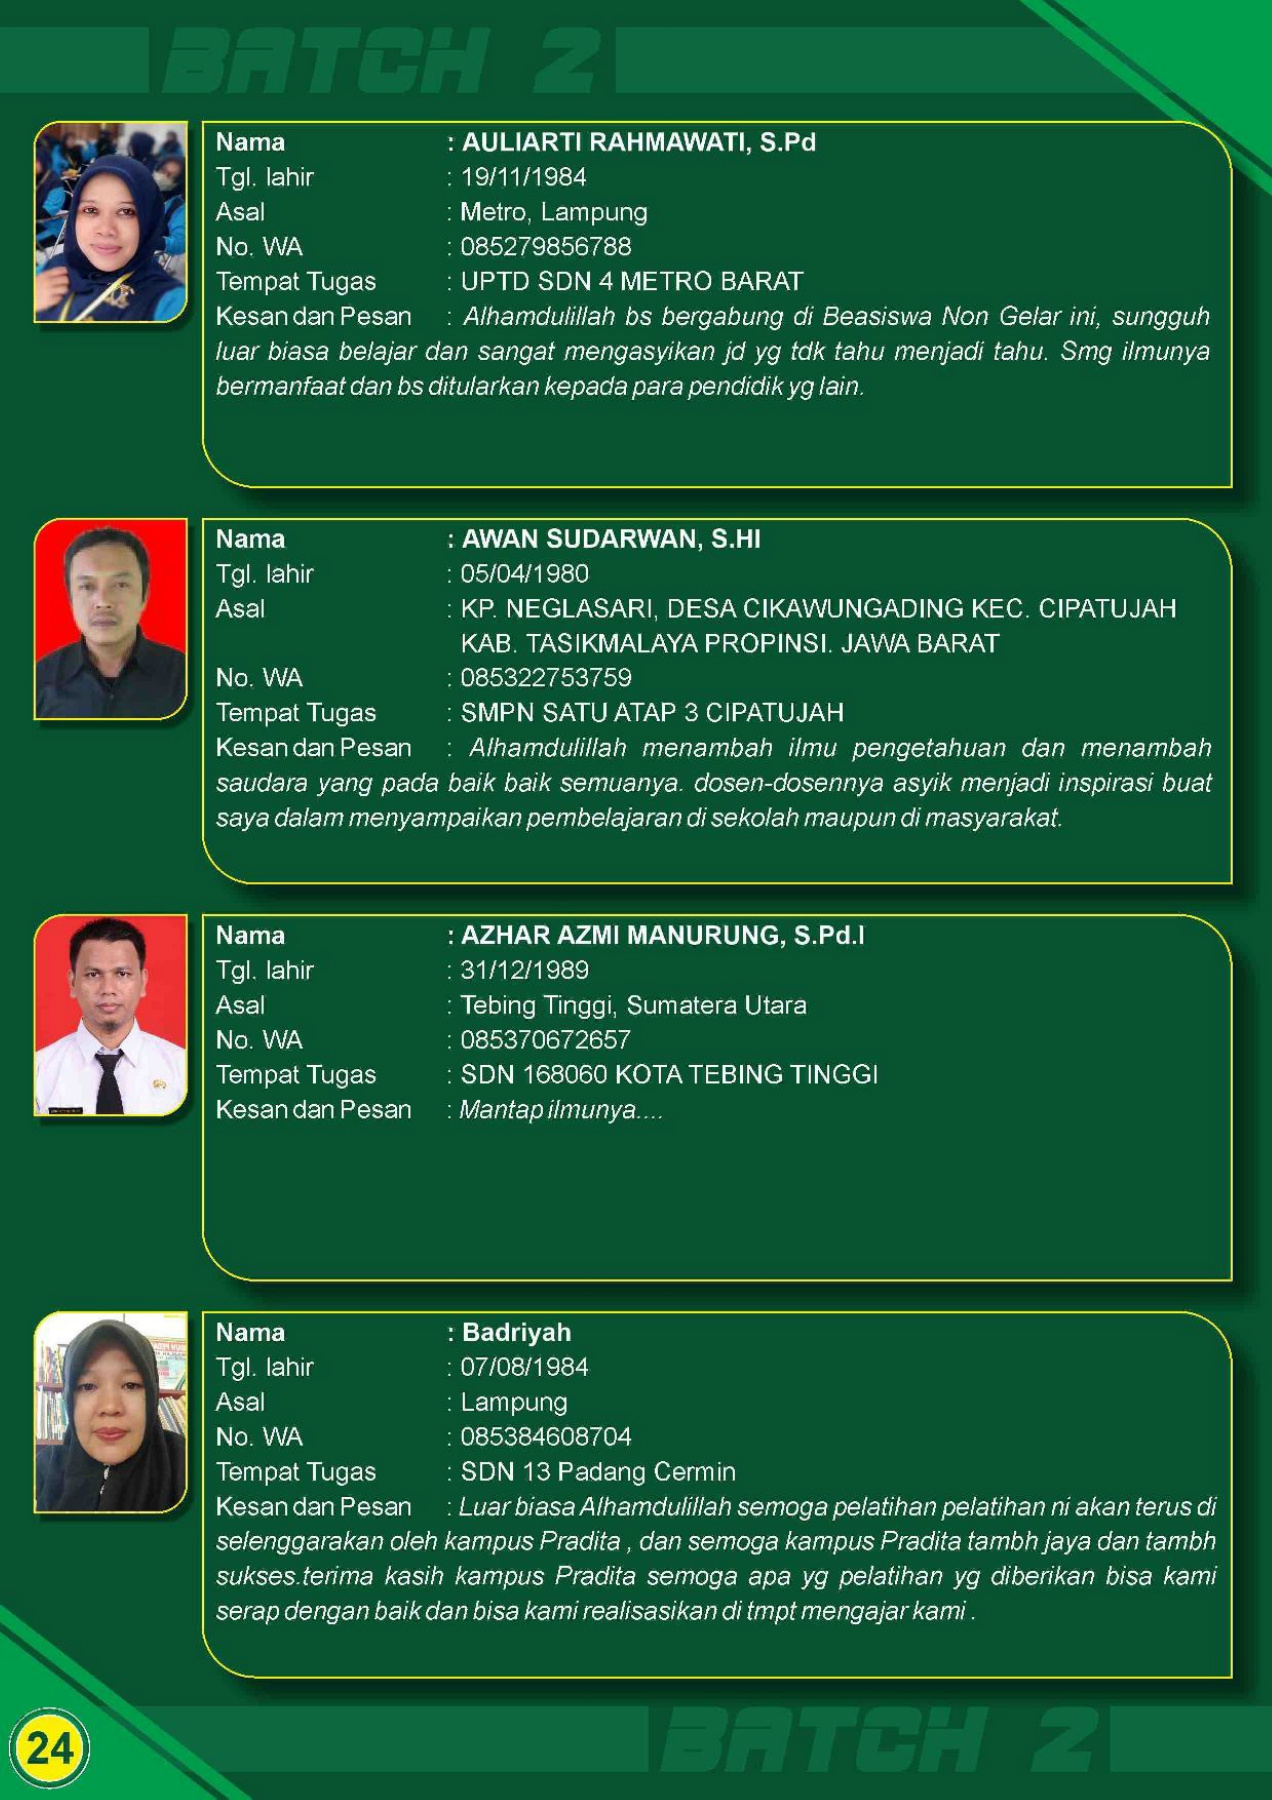 BATCH 2
Nama : AULIARTI RAHMAWATI, S.Pd
Tgl. lahir : 19/11/1984
Asal : Metro, Lampung
No. WA : 085279856788
Tempat Tugas : UPTD SDN 4 METRO BARAT
Kesan dan Pesan : Alhamdulillah bs bergabung di Beasiswa Non Gelar ini, sungguh
luar biasa belajar dan sangat mengasyikan jd yg tdk tahu menjadi tahu. Smg ilmunya
bermanfaat dan bs ditularkan kepada para pendidik yg lain.
Nama : AWAN SUDARWAN, S.HI
Tgl. lahir : 05/04/1980
Asal : KP. NEGLASARI, DESA CIKAWUNGADING KEC. CIPATUJAH
KAB. TASIKMALAYA PROPINSI. JAWA BARAT
No. WA : 085322753759
Tempat Tugas : SMPN SATU ATAP 3 CIPATUJAH
Kesan dan Pesan : Alhamdulillah menambah ilmu pengetahuan dan menambah
saudara yang pada baik baik semuanya. dosen-dosennya asyik menjadi inspirasi buat
saya dalam menyampaikan pembelajaran di sekolah maupun di masyarakat.
Nama : AZHAR AZMI MANURUNG, S.Pd.I
Tgl. lahir : 31/12/1989
Asal : Tebing Tinggi, Sumatera Utara
No. WA : 085370672657
Tempat Tugas : SDN 168060 KOTA TEBING TINGGI
Kesan dan Pesan : Mantap ilmunya....
Nama : Badriyah
Tgl. lahir : 07/08/1984
Asal : Lampung
No. WA : 085384608704
Tempat Tugas : SDN 13 Padang Cermin
Kesan dan Pesan : Luar biasa Alhamdulillah semoga pelatihan pelatihan ni akan terus di
selenggarakan oleh kampus Pradita , dan semoga kampus Pradita tambh jaya dan tambh
sukses.terima kasih kampus Pradita semoga apa yg pelatihan yg diberikan bisa kami
serap dengan baik dan bisa kami realisasikan di tmpt mengajar kami .
24
BATCH 2